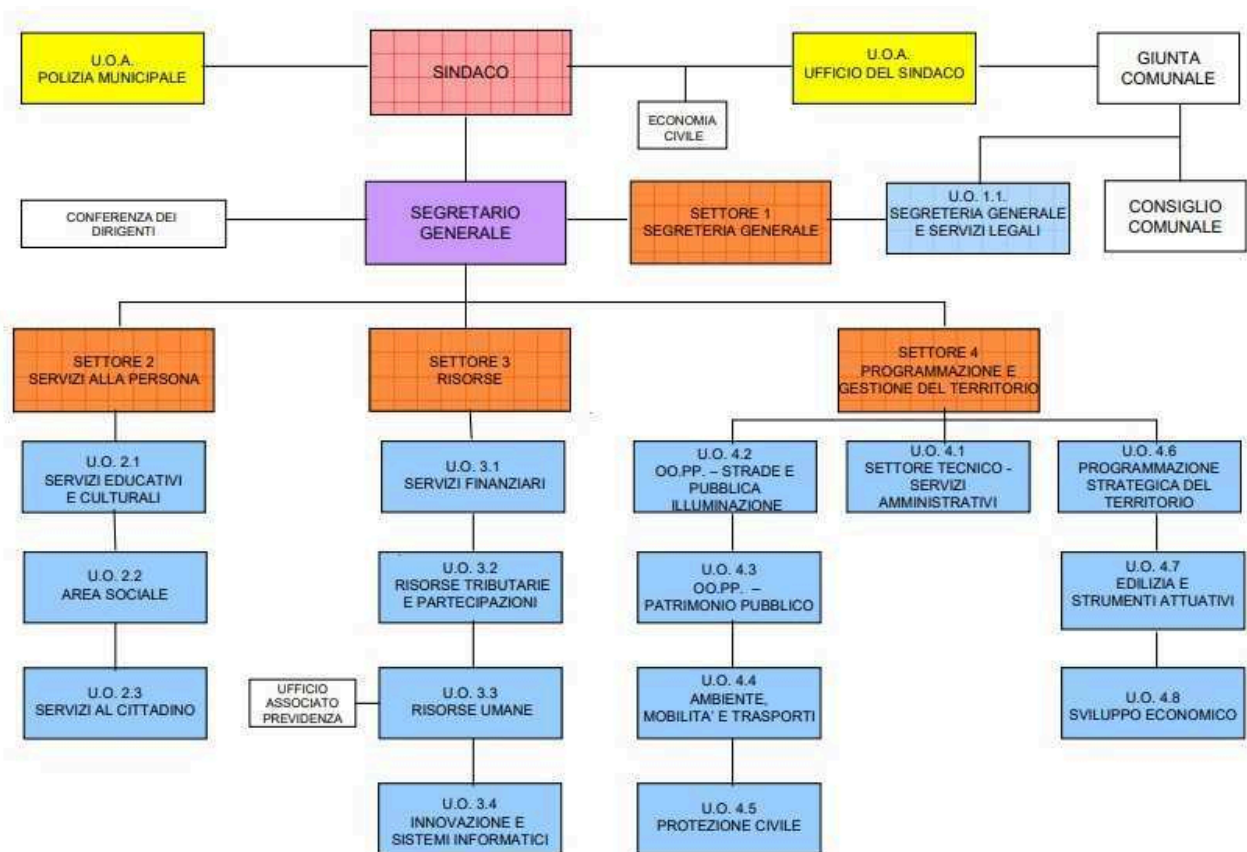 U.O.A.
POLIZIA MUNICIPALE
SINDACO
U.O.A.
UFFICIO DEL SINDACO
GIUNTA
COMUNALE
ECONOMIA
CIVILE
CONFERENZA DEI
DIRIGENTI
SEGRETARIO
GENERALE
SETTORE 1
SEGRETERIA GENERALE
U.O. 1.1.
SEGRETERIA GENERALE
E SERVIZI LEGALI
CONSIGLIO
COMUNALE
SETTORE 2
SERVIZI ALLA PERSONA
SETTORE 3
RISORSE
SETTORE 4
PROGRAMMAZIONE E
GESTIONE DEL TERRITORIO
U.O. 2.1
SERVIZI EDUCATIVI
E CULTURALI
U.O. 3.1
SERVIZI FINANZIARI
U.O. 4.2
OO.PP. – STRADE E
PUBBLICA
ILLUMINAZIONE
U.O. 4.1
SETTORE TECNICO -
SERVIZI
AMMINISTRATIVI
U.O. 4.6
PROGRAMMAZIONE
STRATEGICA DEL
TERRITORIO
U.O. 2.2
AREA SOCIALE
U.O. 3.2
RISORSE TRIBUTARIE
E PARTECIPAZIONI
U.O. 4.3
OO.PP. –
PATRIMONIO PUBBLICO
U.O. 4.7
EDILIZIA E
STRUMENTI ATTUATIVI
U.O. 2.3
SERVIZI AL CITTADINO
UFFICIO
ASSOCIATO
PREVIDENZA
U.O. 3.3
RISORSE UMANE
U.O. 4.4
AMBIENTE,
MOBILITA' E TRASPORTI
U.O. 4.8
SVILUPPO ECONOMICO
U.O. 3.4
INNOVAZIONE E
SISTEMI INFORMATICI
U.O. 4.5
PROTEZIONE CIVILE